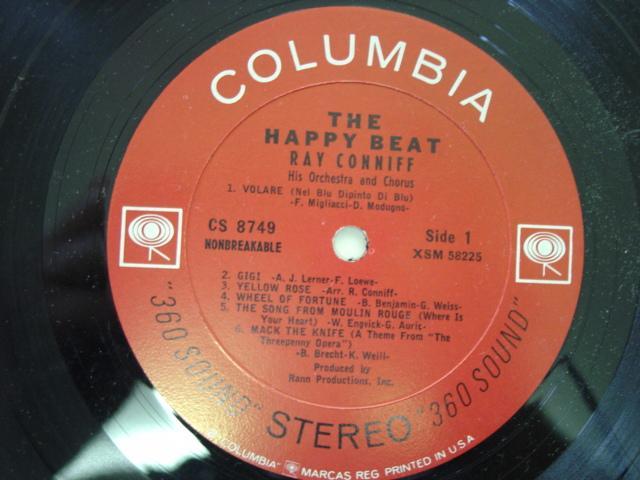 COLUMBIA
THE
HAPPY BEAT
RAY CONNIFF
His Orchestra and Chorus
1. VOLARE (Nel Blu Dipinto Di Blu)
-F. Migliacci-D. Modugno-
CS 8749
NONBREAKABLE
Side 1
XSM 58225
2. GIGI -A. J. Lerner-F. Loewe-
3. YELLOW ROSE -Arr. R. Conniff-
4. WHEEL OF FORTUNE -B. Benjamin-G. Weiss-
5. THE SONG FROM MOULIN ROUGE (Where Is
Your Heart) -W. Engvick-G. Auric-
6. MACK THE KNIFE (A Theme From "The
Threepenny Opera")
-B. Brecht-K. Weill-
Produced by
Rann Productions, Inc.
"360 SOUND" STEREO "360 SOUND"
"COLUMBIA" MARCAS REG. PRINTED IN U.S.A